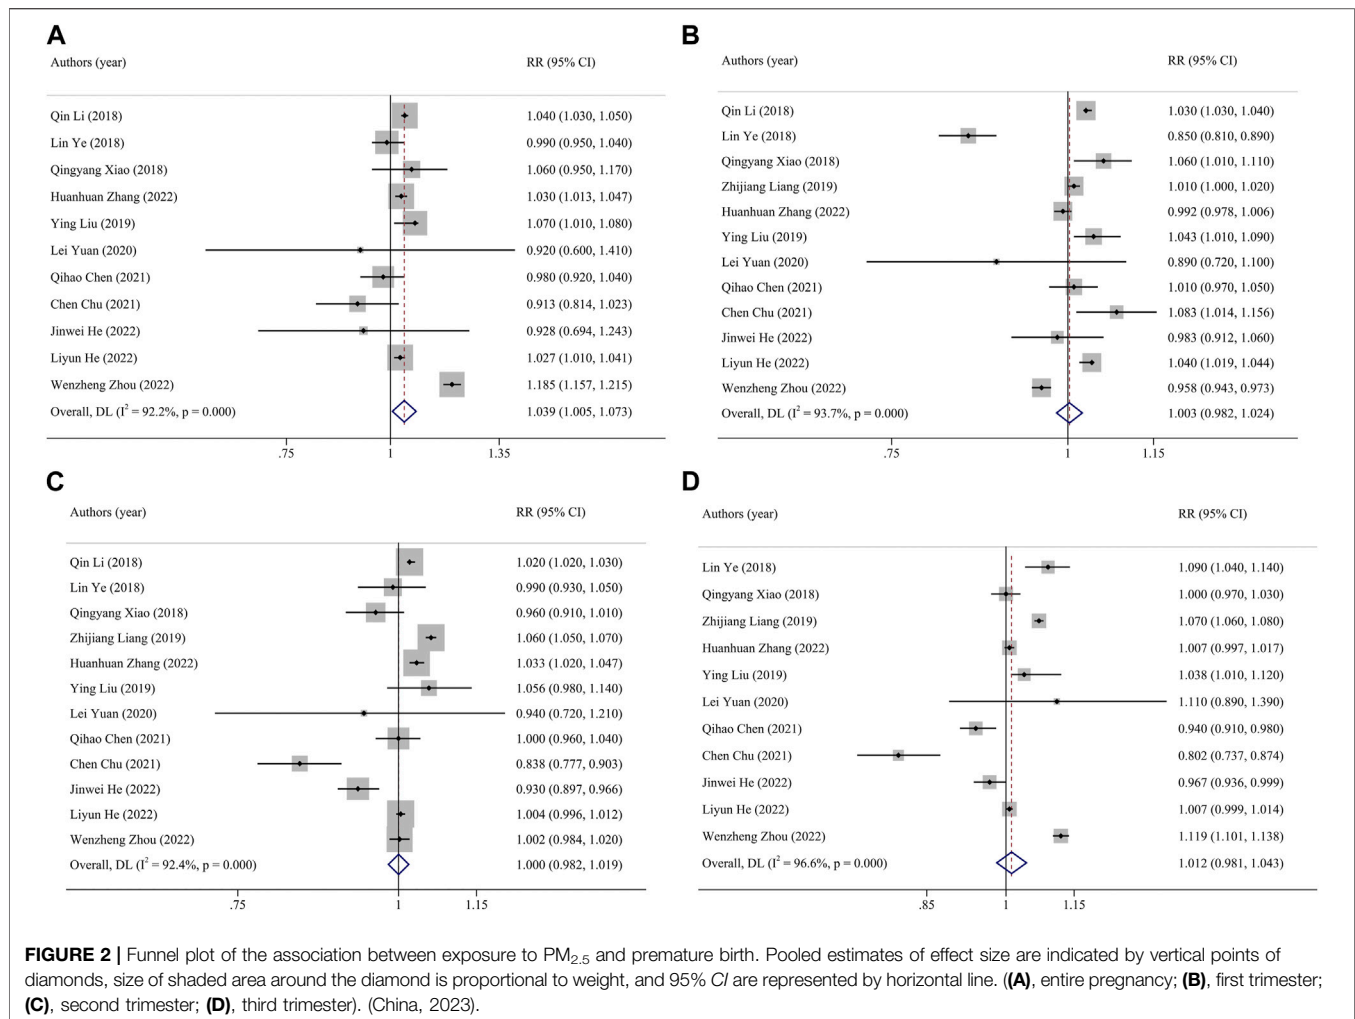 A
Authors (year) RR (95% CI)
Qin Li (2018) 1.040 (1.030, 1.050)
Lin Ye (2018) 0.990 (0.950, 1.040)
Qingyang Xiao (2018) 1.060 (0.950, 1.170)
Huanhuan Zhang (2022) 1.030 (1.013, 1.047)
Ying Liu (2019) 1.070 (1.010, 1.080)
Lei Yuan (2020) 0.920 (0.600, 1.410)
Qihao Chen (2021) 0.980 (0.920, 1.040)
Chen Chu (2021) 0.913 (0.814, 1.023)
Jinwei He (2022) 0.928 (0.694, 1.243)
Liyun He (2022) 1.027 (1.010, 1.041)
Wenzheng Zhou (2022) 1.185 (1.157, 1.215)
Overall, DL (I² = 92.2%, p = 0.000) 1.039 (1.005, 1.073)
.75 1 1.35
B
Authors (year) RR (95% CI)
Qin Li (2018) 1.030 (1.030, 1.040)
Lin Ye (2018) 0.850 (0.810, 0.890)
Qingyang Xiao (2018) 1.060 (1.010, 1.110)
Zhijiang Liang (2019) 1.010 (1.000, 1.020)
Huanhuan Zhang (2022) 0.992 (0.978, 1.006)
Ying Liu (2019) 1.043 (1.010, 1.090)
Lei Yuan (2020) 0.890 (0.720, 1.100)
Qihao Chen (2021) 1.010 (0.970, 1.050)
Chen Chu (2021) 1.083 (1.014, 1.156)
Jinwei He (2022) 0.983 (0.912, 1.060)
Liyun He (2022) 1.040 (1.019, 1.044)
Wenzheng Zhou (2022) 0.958 (0.943, 0.973)
Overall, DL (I² = 93.7%, p = 0.000) 1.003 (0.982, 1.024)
.75 1 1.15
C
Authors (year) RR (95% CI)
Qin Li (2018) 1.020 (1.020, 1.030)
Lin Ye (2018) 0.990 (0.930, 1.050)
Qingyang Xiao (2018) 0.960 (0.910, 1.010)
Zhijiang Liang (2019) 1.060 (1.050, 1.070)
Huanhuan Zhang (2022) 1.033 (1.020, 1.047)
Ying Liu (2019) 1.056 (0.980, 1.140)
Lei Yuan (2020) 0.940 (0.720, 1.210)
Qihao Chen (2021) 1.000 (0.960, 1.040)
Chen Chu (2021) 0.838 (0.777, 0.903)
Jinwei He (2022) 0.930 (0.897, 0.966)
Liyun He (2022) 1.004 (0.996, 1.012)
Wenzheng Zhou (2022) 1.002 (0.984, 1.020)
Overall, DL (I² = 92.4%, p = 0.000) 1.000 (0.982, 1.019)
.75 1 1.15
D
Authors (year) RR (95% CI)
Lin Ye (2018) 1.090 (1.040, 1.140)
Qingyang Xiao (2018) 1.000 (0.970, 1.030)
Zhijiang Liang (2019) 1.070 (1.060, 1.080)
Huanhuan Zhang (2022) 1.007 (0.997, 1.017)
Ying Liu (2019) 1.038 (1.010, 1.120)
Lei Yuan (2020) 1.110 (0.890, 1.390)
Qihao Chen (2021) 0.940 (0.910, 0.980)
Chen Chu (2021) 0.802 (0.737, 0.874)
Jinwei He (2022) 0.967 (0.936, 0.999)
Liyun He (2022) 1.007 (0.999, 1.014)
Wenzheng Zhou (2022) 1.119 (1.101, 1.138)
Overall, DL (I² = 96.6%, p = 0.000) 1.012 (0.981, 1.043)
.85 1 1.15
FIGURE 2 | Funnel plot of the association between exposure to PM₂.₅ and premature birth. Pooled estimates of effect size are indicated by vertical points of
diamonds, size of shaded area around the diamond is proportional to weight, and 95% CI are represented by horizontal line. ((A), entire pregnancy; (B), first trimester;
(C), second trimester; (D), third trimester). (China, 2023).